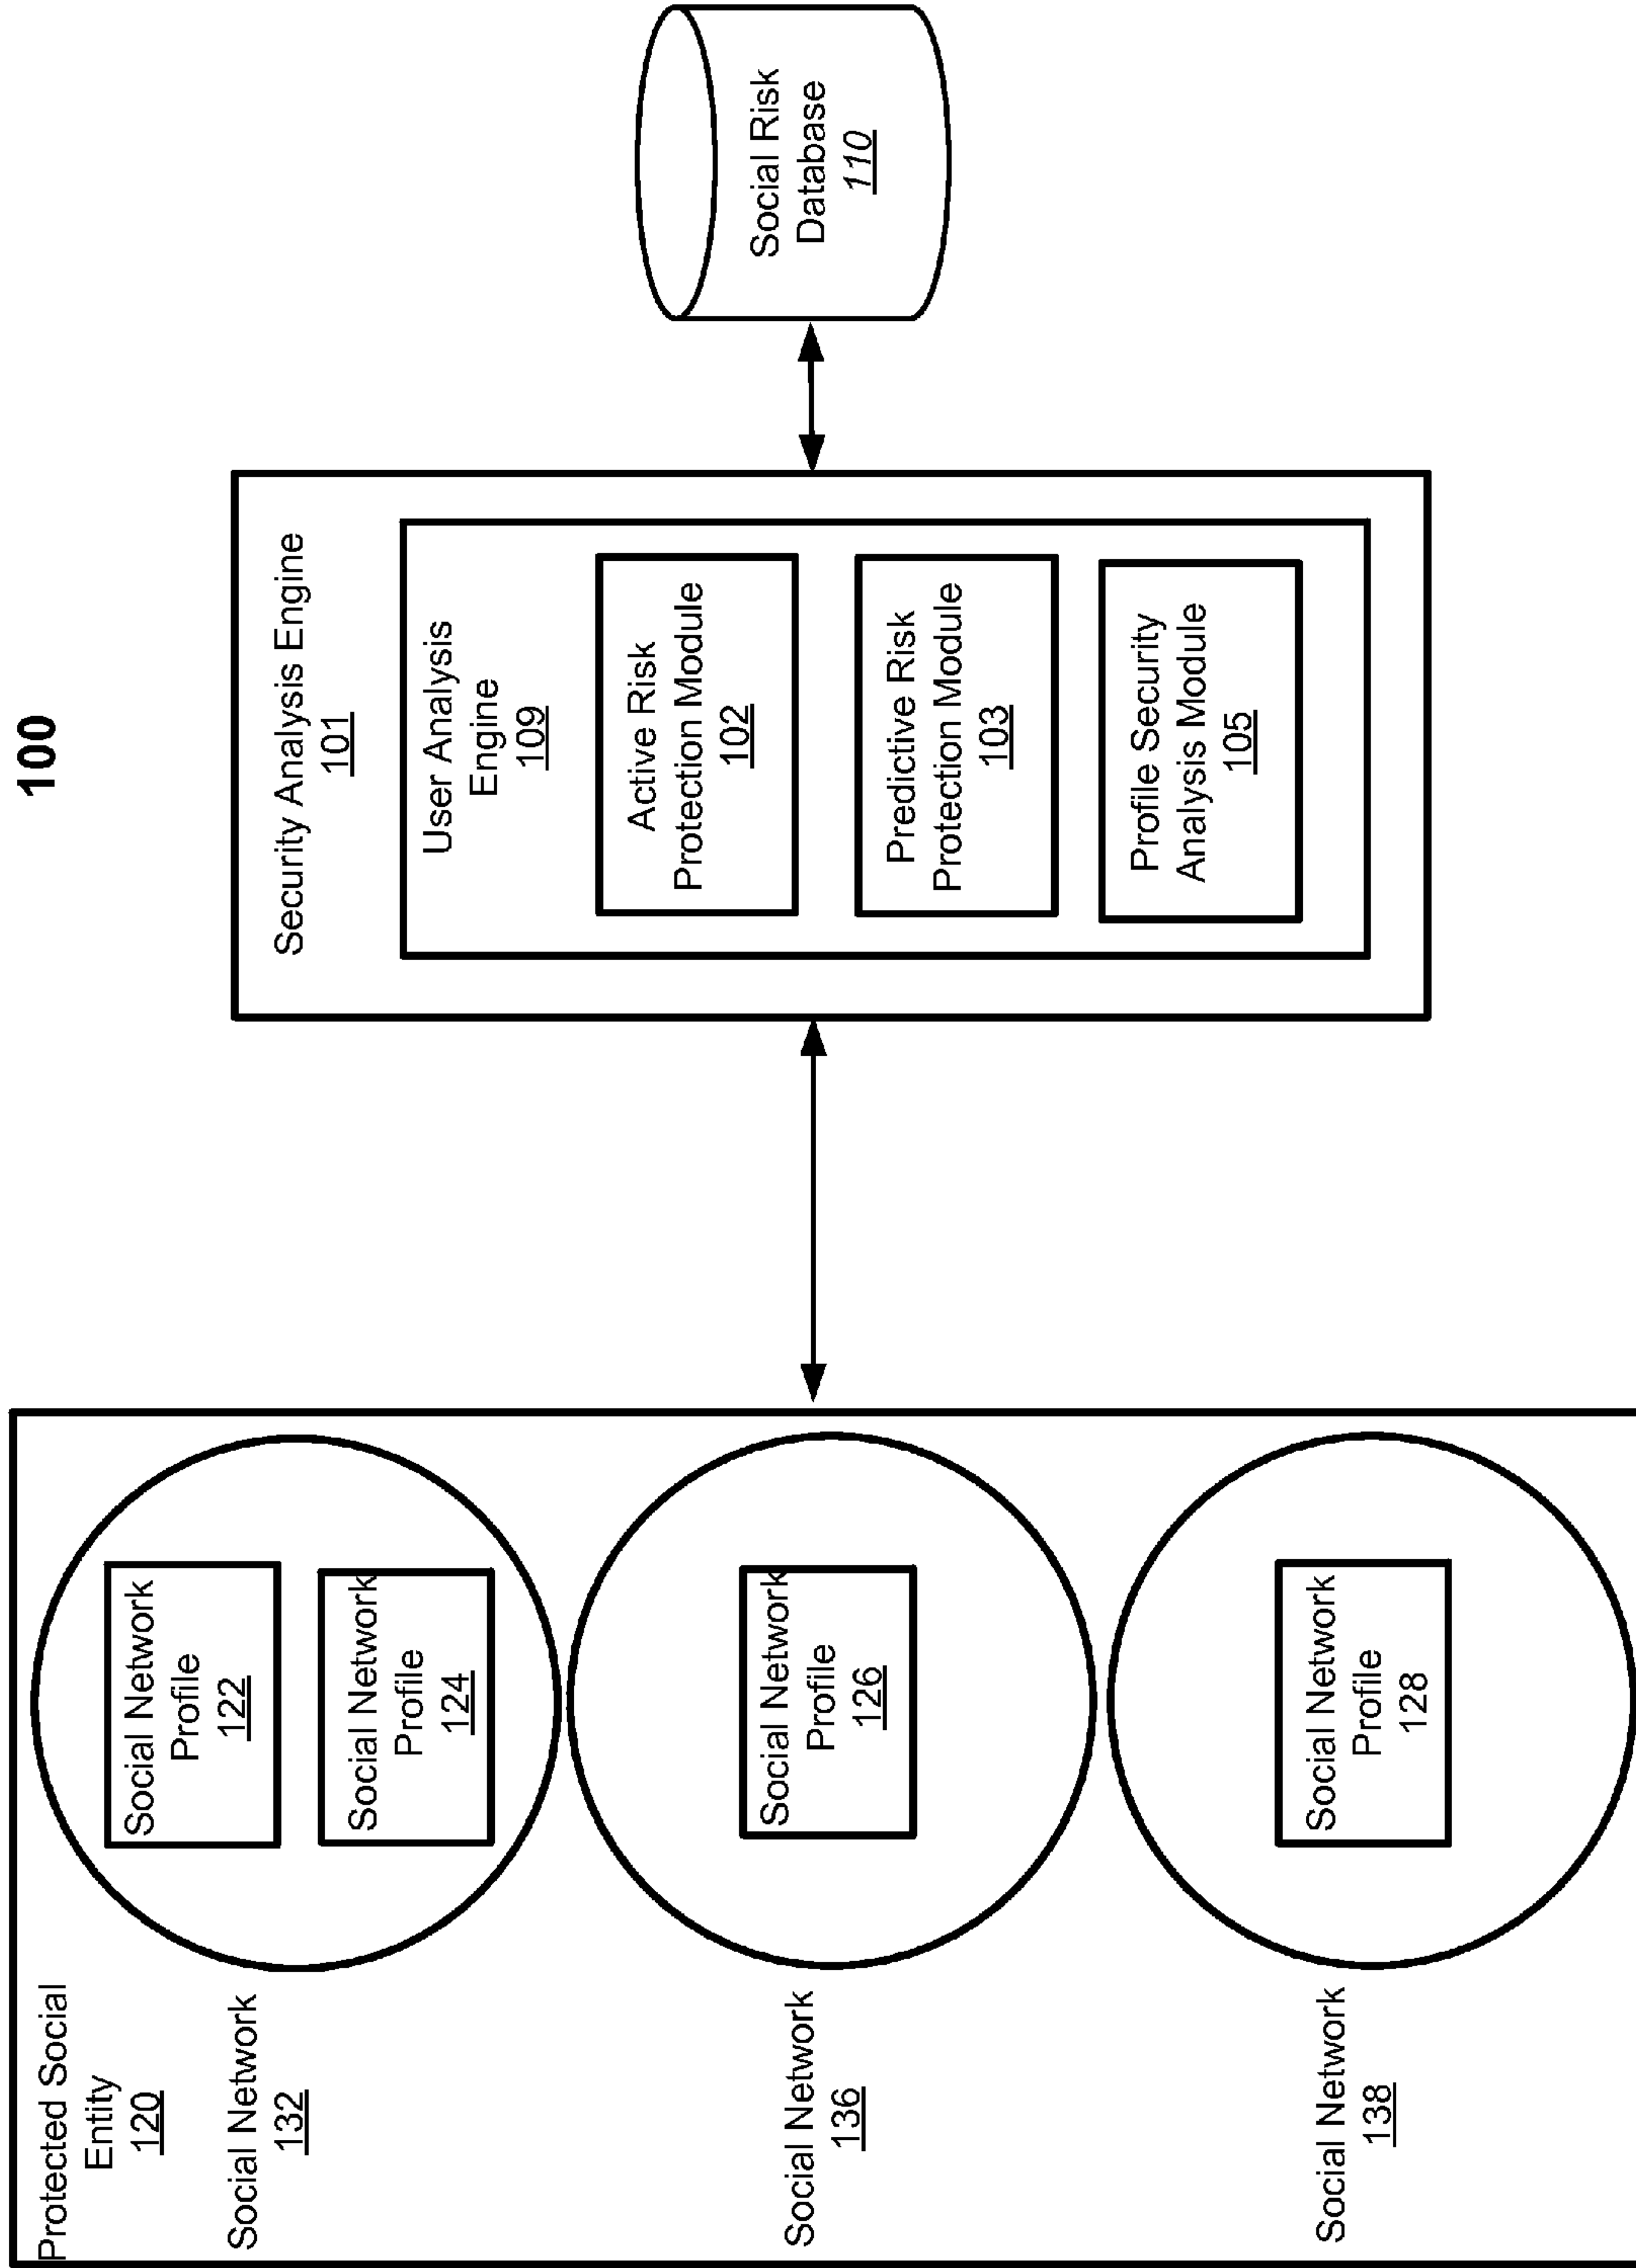 100
Protected Social
Entity
120
Social Network
132
Social Network
Profile
122
Social Network
Profile
124
Social Network
136
Social Network
Profile
126
Social Network
138
Social Network
Profile
128
Security Analysis Engine
101
User Analysis
Engine
109
Active Risk
Protection Module
102
Predictive Risk
Protection Module
103
Profile Security
Analysis Module
105
Social Risk
Database
110